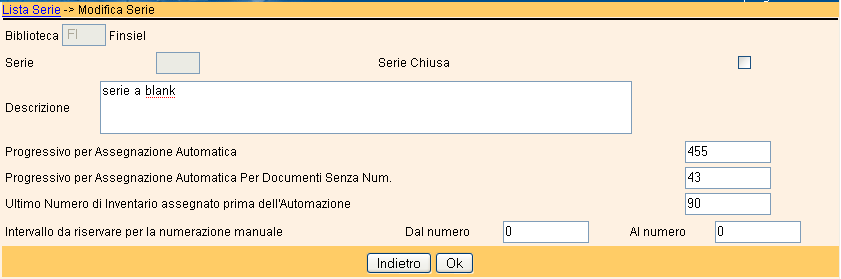 Lista Serie -> Modifica Serie
Biblioteca FI Finsiel
Serie Serie Chiusa
serie a blank
Descrizione
Progressivo per Assegnazione Automatica 455
Progressivo per Assegnazione Automatica Per Documenti Senza Num. 43
Ultimo Numero di Inventario assegnato prima dell'Automazione 90
Intervallo da riservare per la numerazione manuale Dal numero 0 Al numero 0
Indietro Ok